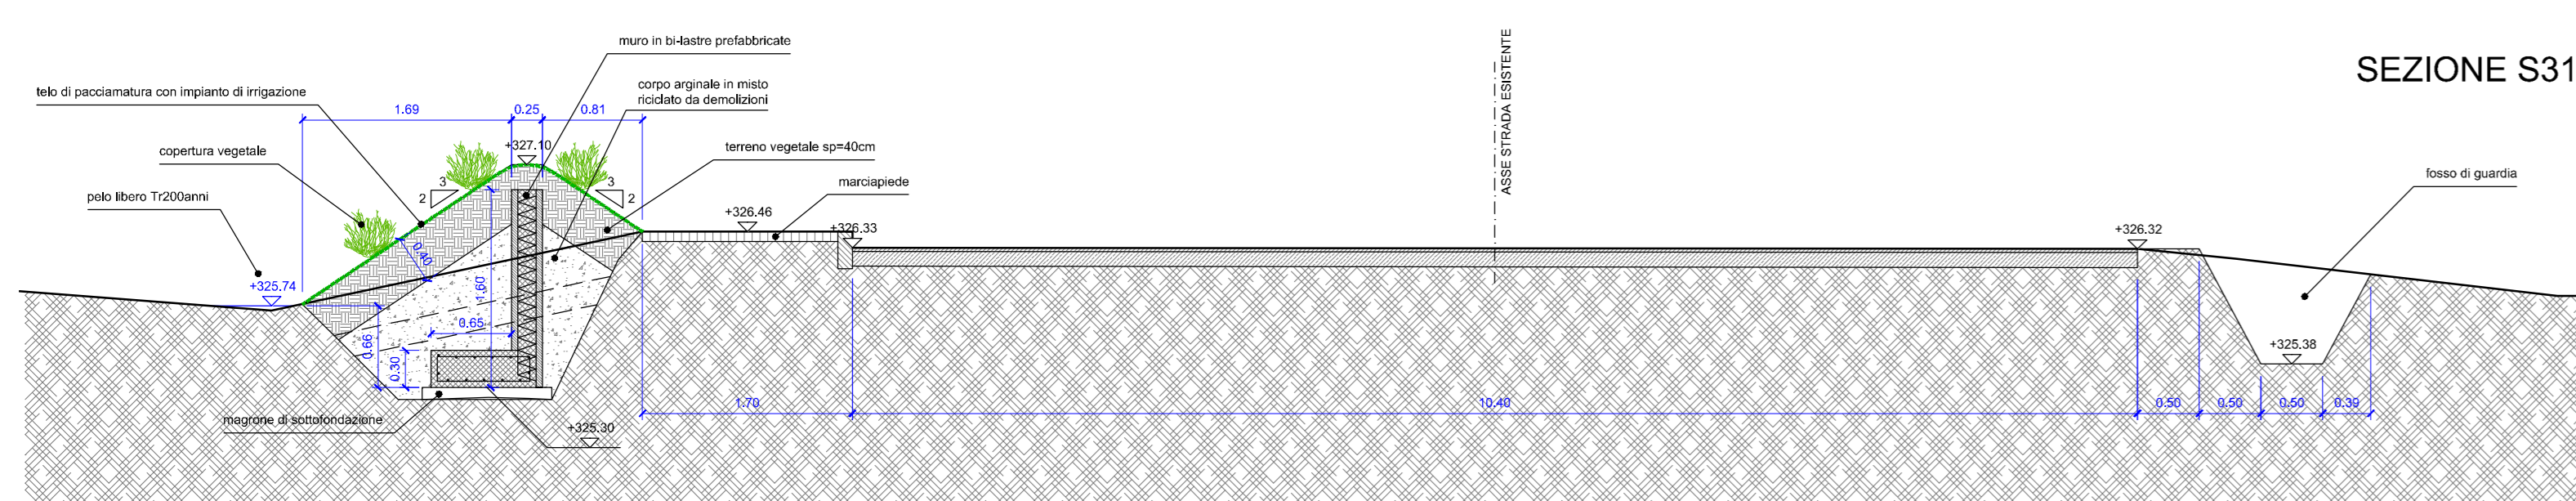 SEZIONE S31
muro in bi-lastre prefabbricate
telo di pacciamatura con impianto di irrigazione
corpo arginale in misto
riciclato da demolizioni
ASSE STRADA ESISTENTE
1.69
0.25
0.81
copertura vegetale
+327.10
terreno vegetale sp=40cm
fosso di guardia
marciapiede
3
2
3
2
pelo libero Tr200anni
+326.46
+326.33
+326.32
0.40
+325.74
1.60
0.65
0.66
0.30
+325.38
1.70
10.40
0.50
0.50
0.50
0.39
magrone di sottofondazione
+325.30